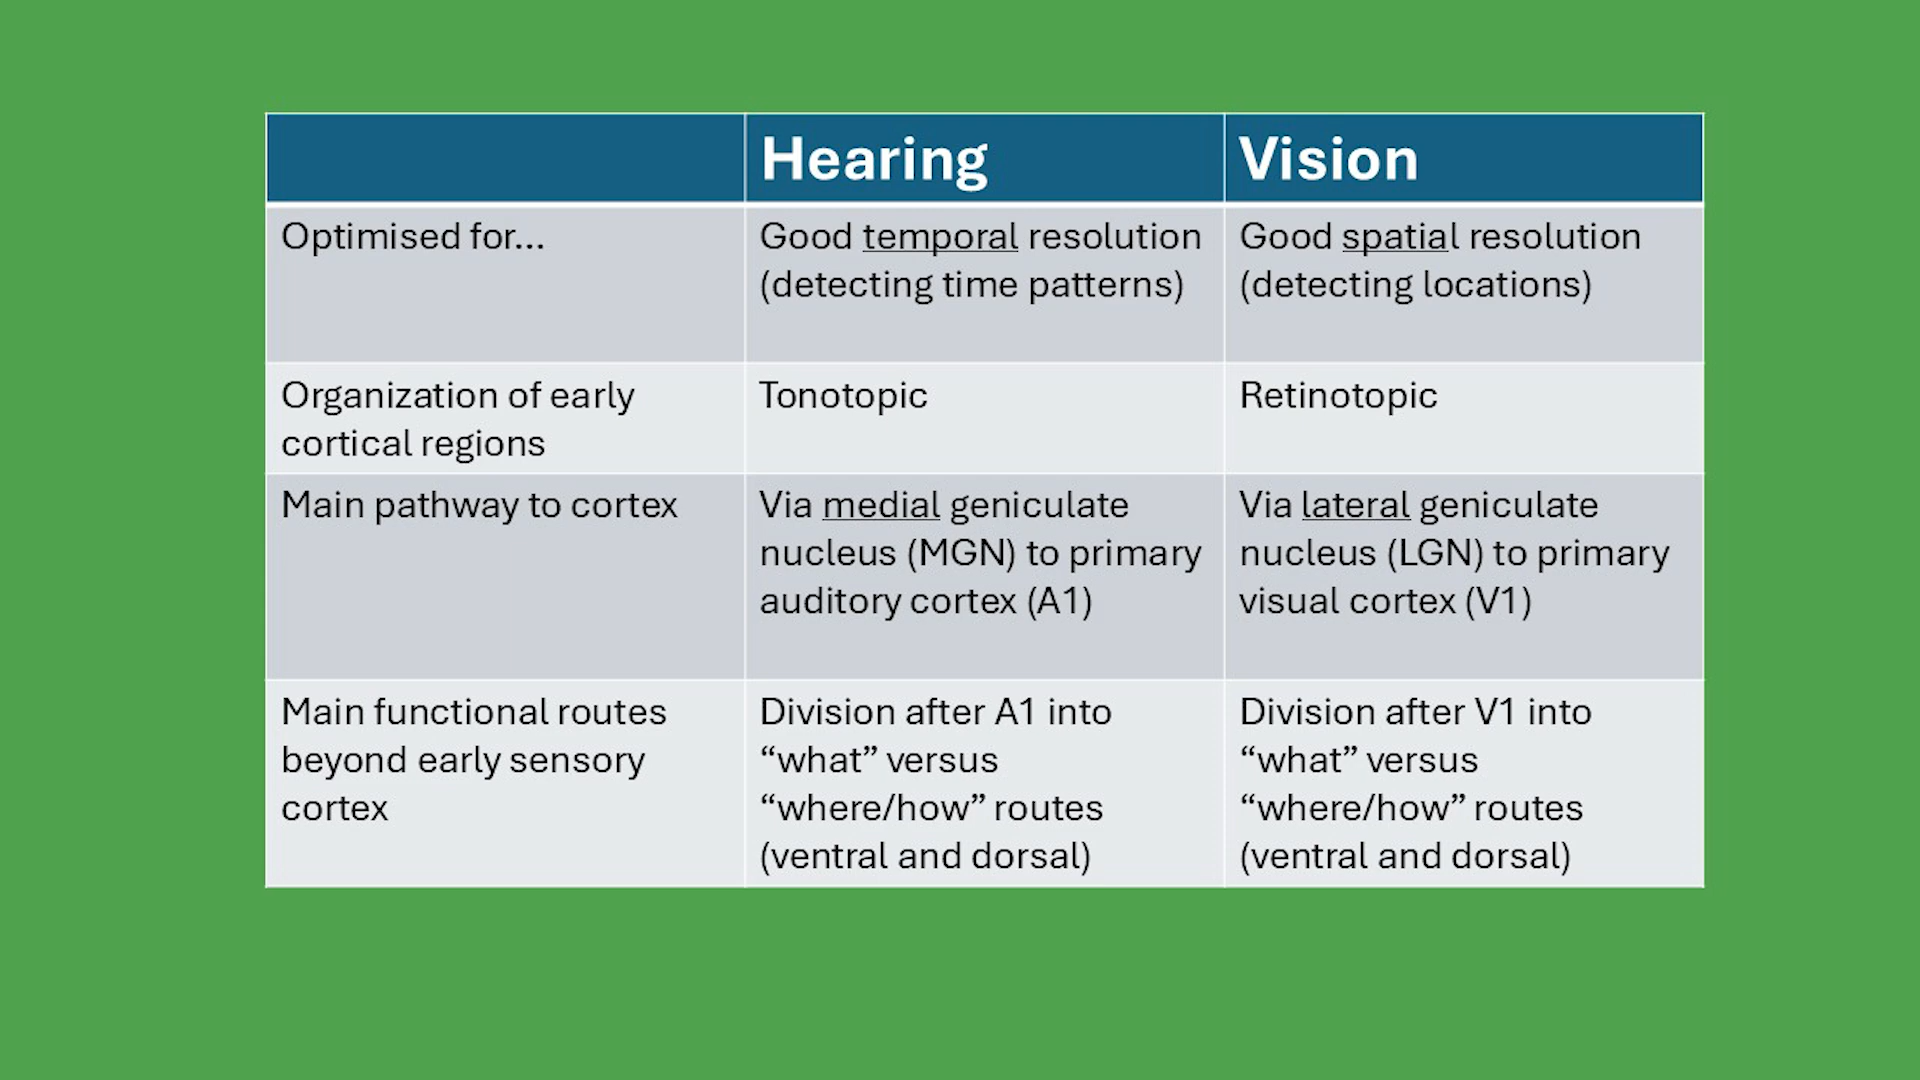 Hearing
Vision
Optimised for...
Good temporal resolution
(detecting time patterns)
Good spatial resolution
(detecting locations)
Organization of early
cortical regions
Tonotopic
Retinotopic
Main pathway to cortex
Via medial geniculate
nucleus (MGN) to primary
auditory cortex (A1)
Via lateral geniculate
nucleus (LGN) to primary
visual cortex (V1)
Main functional routes
beyond early sensory
cortex
Division after A1 into
“what” versus
“where/how” routes
(ventral and dorsal)
Division after V1 into
“what” versus
“where/how” routes
(ventral and dorsal)